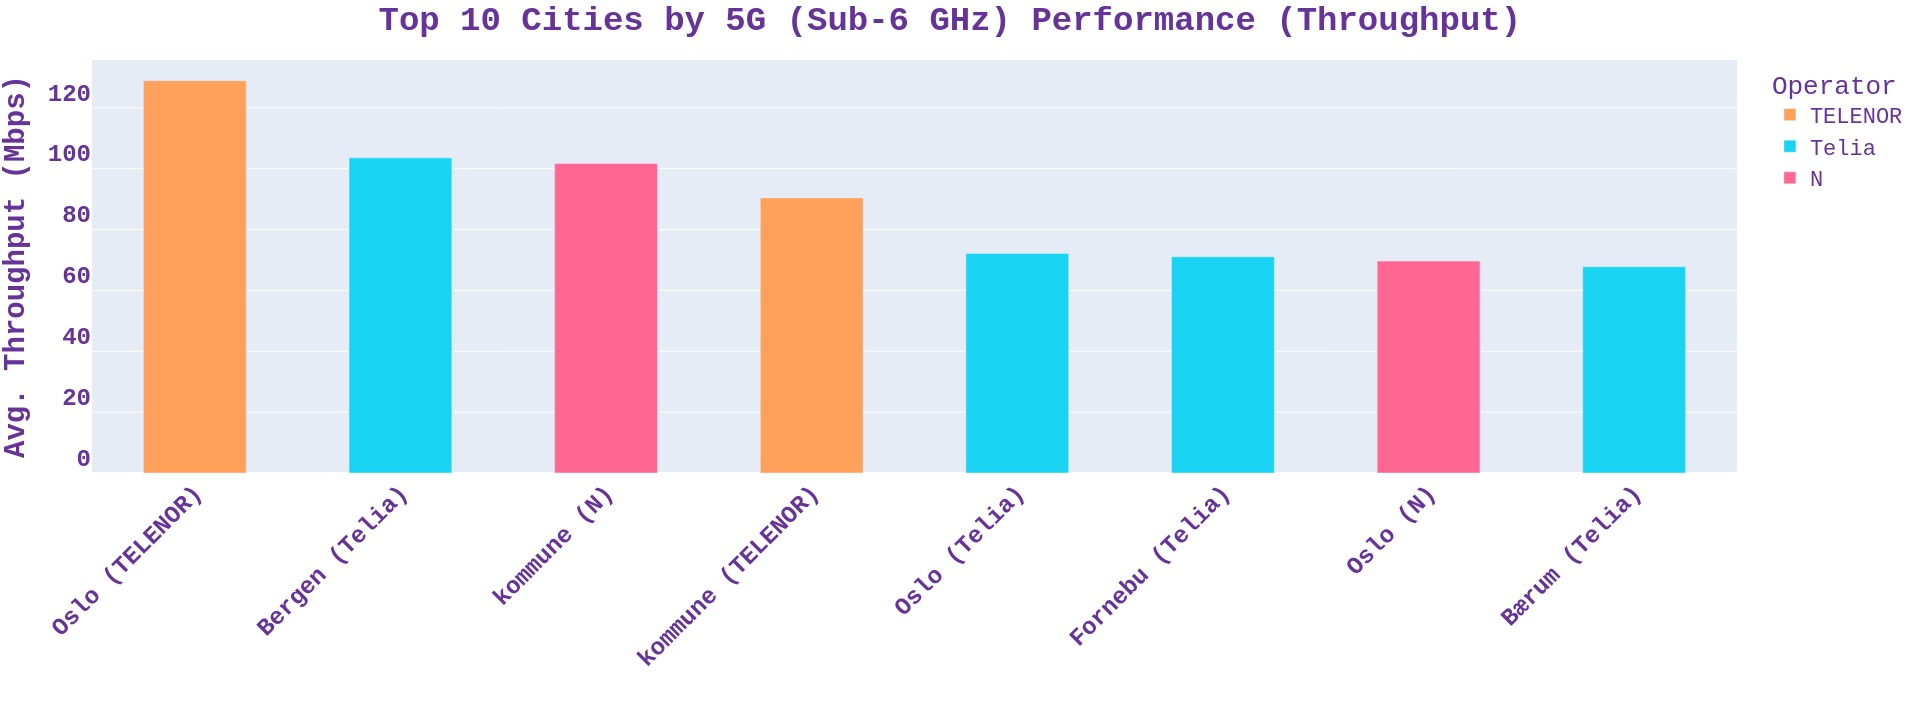 Top 10 Cities by 5G (Sub-6 GHz) Performance (Throughput)
Avg. Throughput (Mbps)
120
100
80
60
40
20
0
Oslo (TELENOR)
Bergen (Telia)
kommune (N)
kommune (TELENOR)
Oslo (Telia)
Fornebu (Telia)
Oslo (N)
Bærum (Telia)
Operator
TELENOR
Telia
N